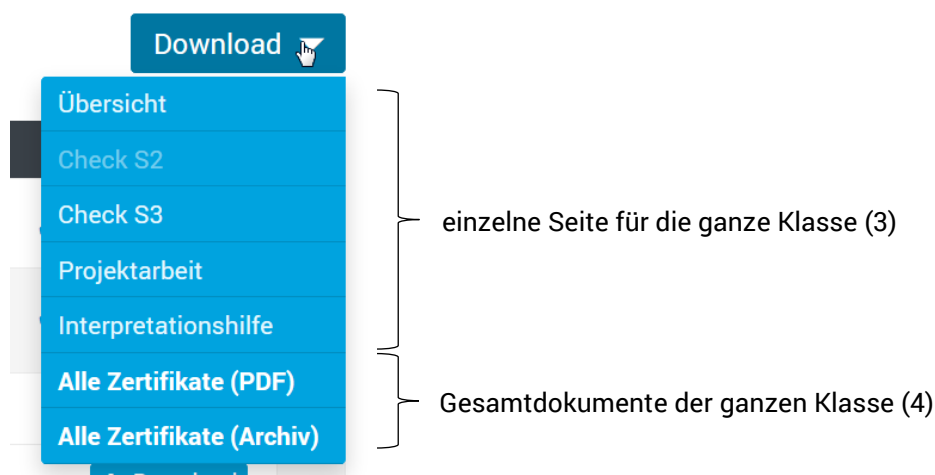 Download
Übersicht
Check S2
Check S3
Projektarbeit
Interpretationshilfe
Alle Zertifikate (PDF)
Alle Zertifikate (Archiv)
einzelne Seite für die ganze Klasse (3)
Gesamtdokumente der ganzen Klasse (4)